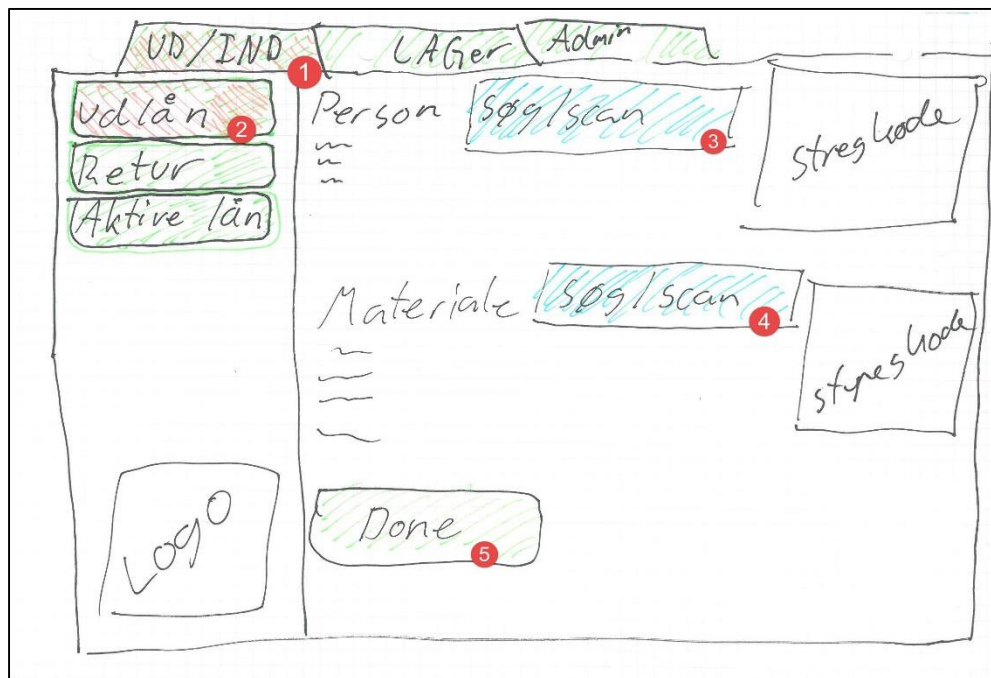 UD/IND
LAGer
Admin
1
Udlån
2
Retur
Aktive lån
Person
søg/scan
3
stregkode
Materiale
søg/scan
4
Logo
Done
5